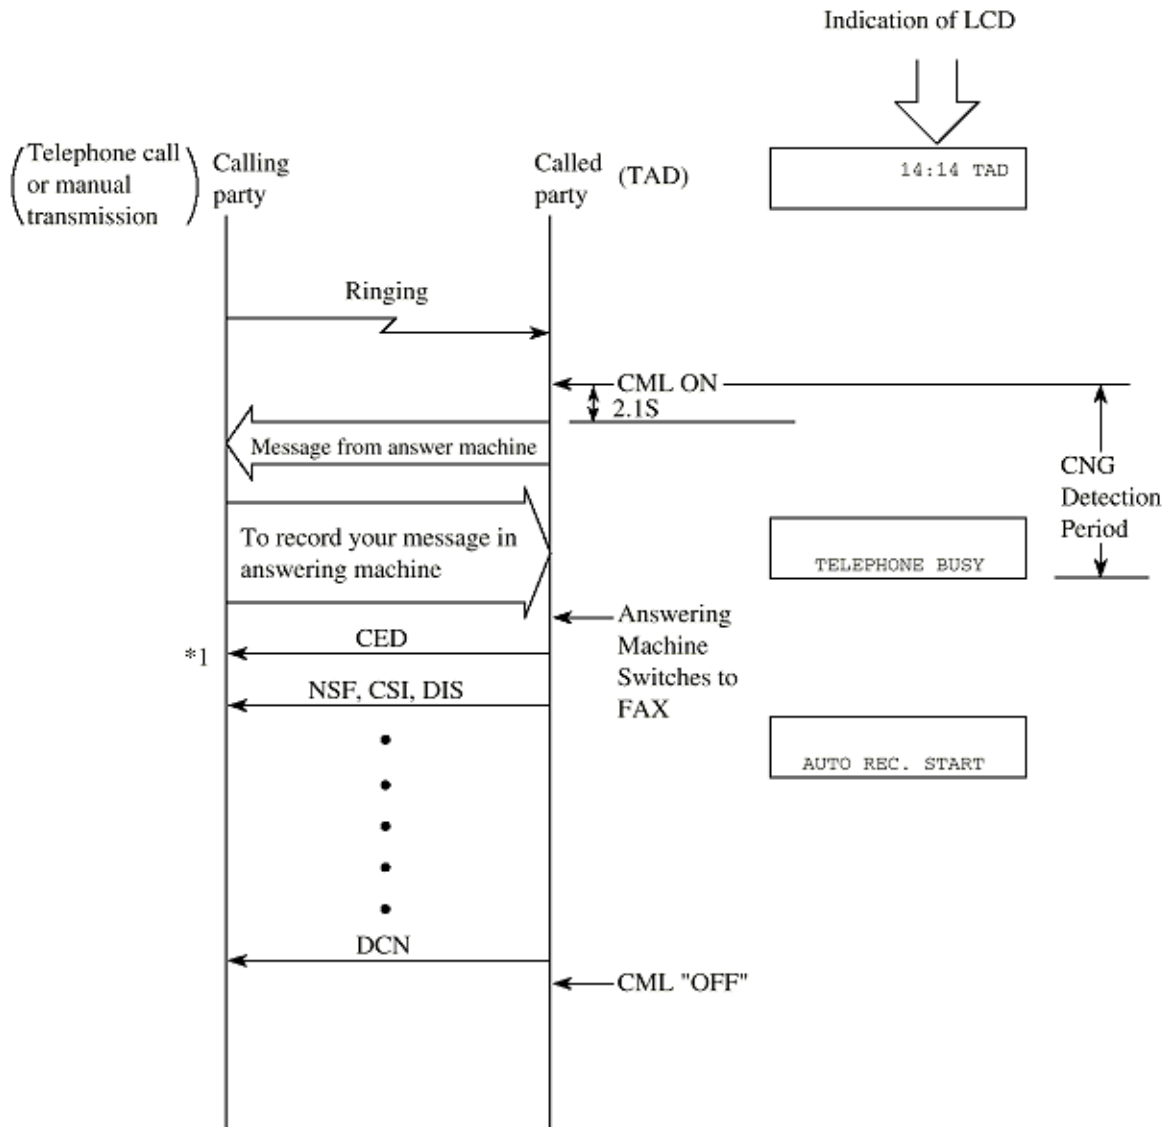 Indication of LCD
Telephone call
or manual
transmission
Calling
party
Called
party
(TAD)
14:14 TAD
Ringing
CML ON
2.1S
Message from answer machine
CNG
Detection
Period
To record your message in
answering machine
TELEPHONE BUSY
Answering
Machine
Switches to
FAX
CED
*1
NSF, CSI, DIS
AUTO REC. START
DCN
CML "OFF"